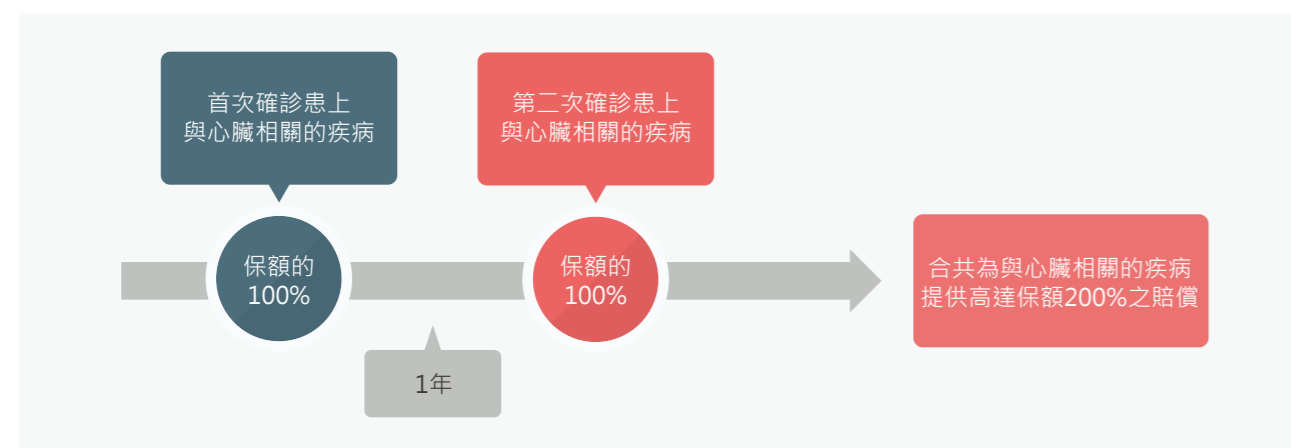 首次確診患上
與心臟相關的疾病
第二次確診患上
與心臟相關的疾病
保額的
100%
保額的
100%
合共為與心臟相關的疾病
提供高達保額200%之賠償
1年